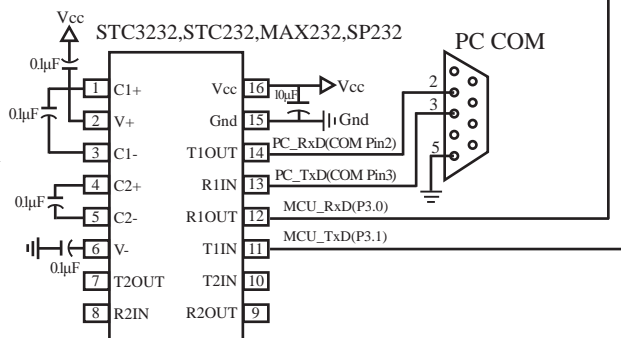 Vcc
STC3232,STC232,MAX232,SP232
PC COM
0.1µF
0.1µF
1 C1+ Vcc 16 Vcc
10µF
2 V+ Gnd 15 Gnd
3 C1- T1OUT 14 PC_RxD(COM Pin2) 2
4 C2+ R1IN 13 PC_TxD(COM Pin3) 3
0.1µF
5 C2- R1OUT 12 MCU_RxD(P3.0) 5
6 V- T1IN 11 MCU_TxD(P3.1)
0.1µF
7 T2OUT T2IN 10
8 R2IN R2OUT 9